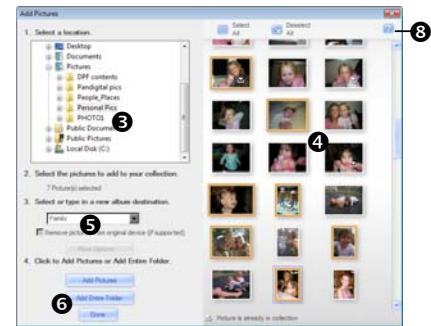 Add Pictures
Select All
Deselect All
8
1. Select a location.
Desktop
Documents
Pictures
DPF contents
Pandigital pics
People_Places
Personal Pics
PHOTO1
3
Public Documents
Public Pictures
Local Disk (C:)
4
2. Select the pictures to add to your collection.
7 Picture(s) selected
3. Select or type in a new album destination.
Family
5
Remove pictures from original device (if supported)
More Options
4. Click to Add Pictures or Add Entire Folder.
Add Pictures
6
Add Entire Folder
Done
Picture is already in collection